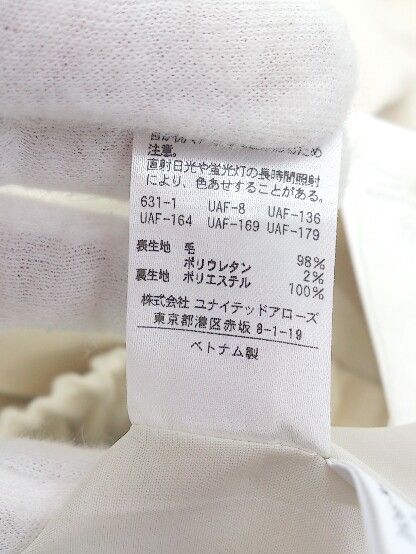 注意。
直射日光や蛍光灯の長時間照射
により、色あせすることがある。
631-1 UAF-8 UAF-136
UAF-164 UAF-169 UAF-179
表生地 毛 98%
ポリウレタン 2%
裏生地 ポリエステル 100%
株式会社 ユナイテッドアローズ
東京都港区赤坂 8-1-19
ベトナム製